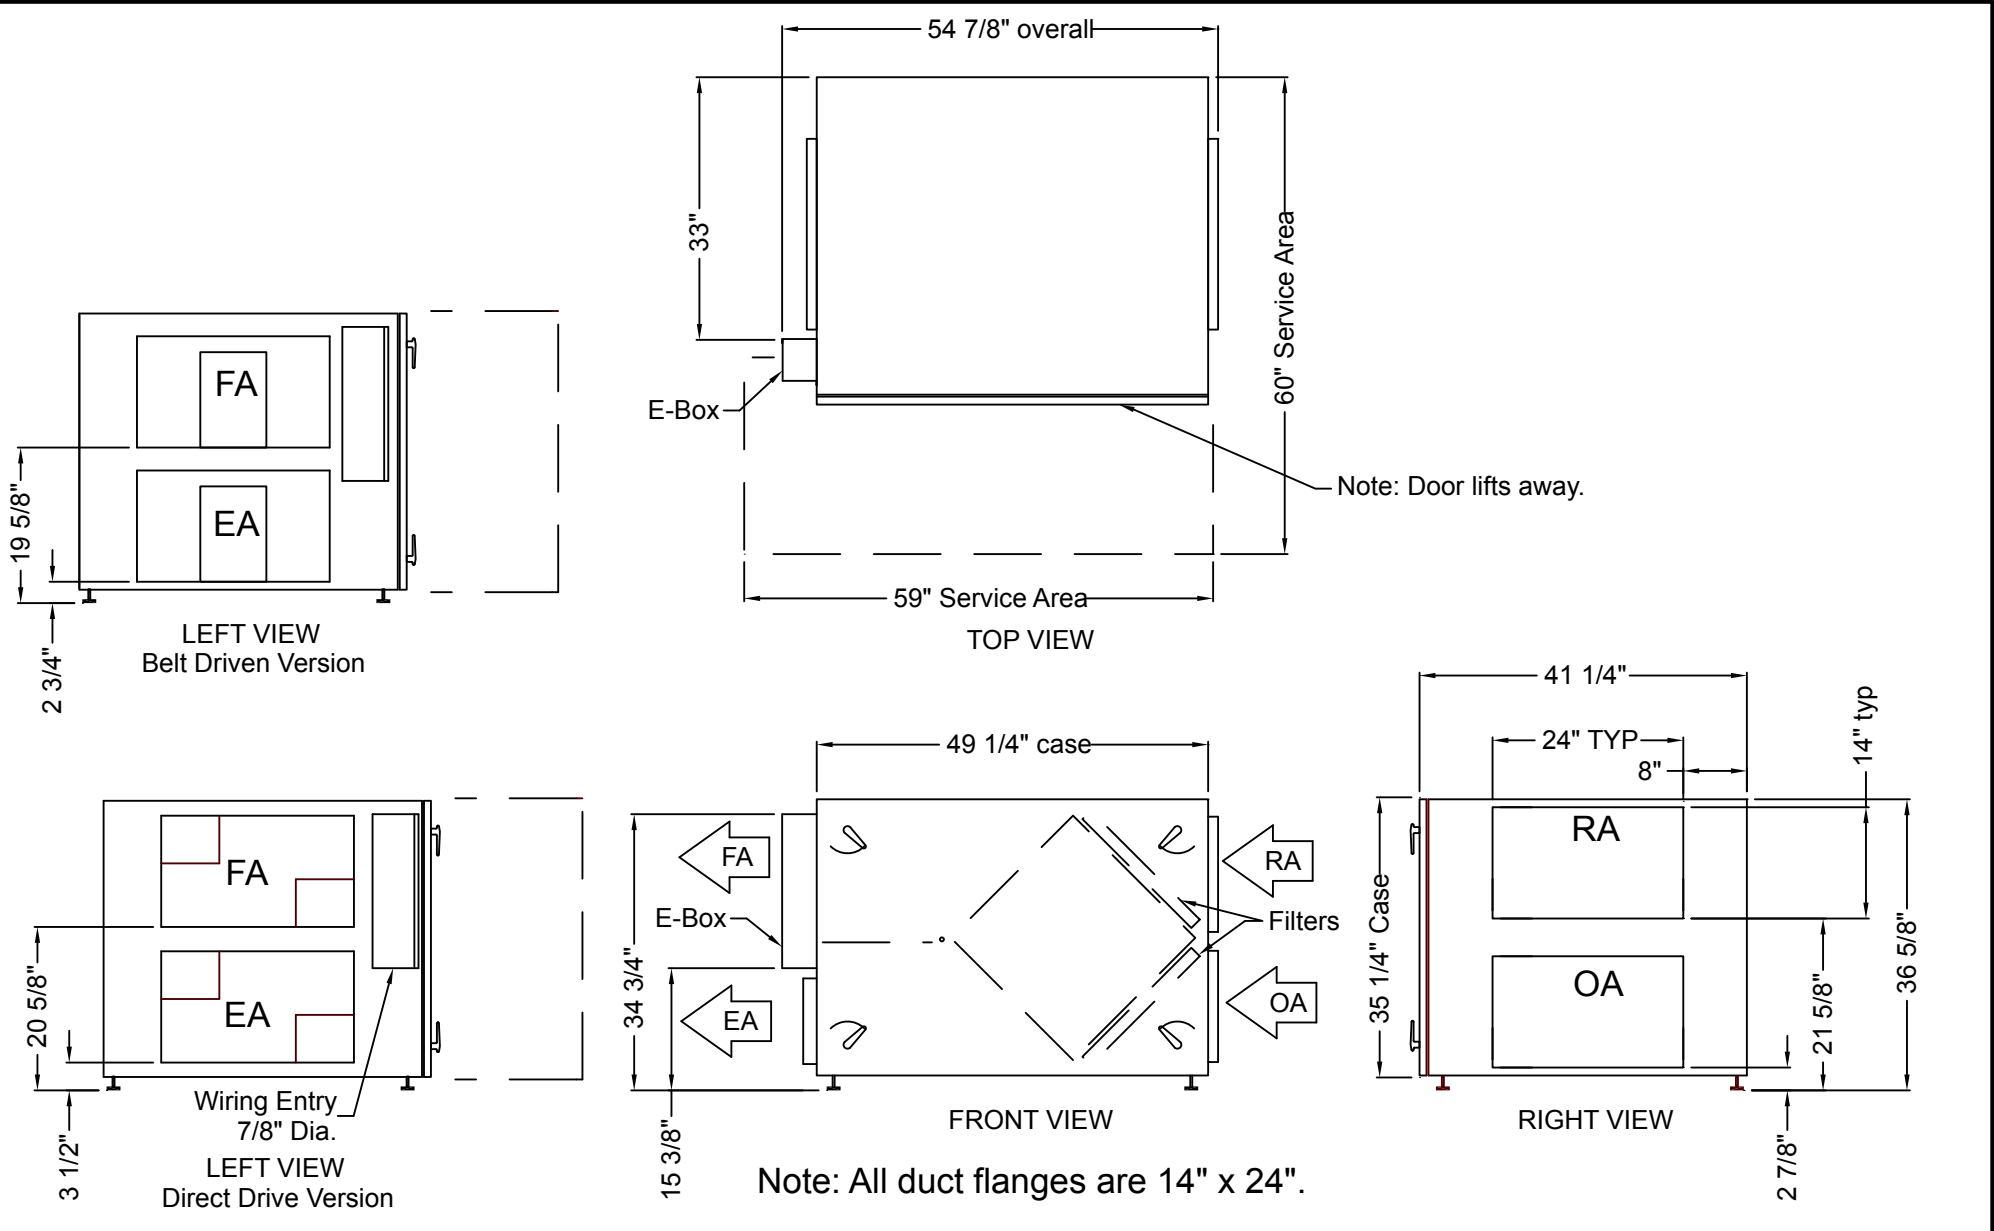 54 7/8" overall
33"
60" Service Area
E-Box
Note: Door lifts away.
59" Service Area
TOP VIEW
FA
EA
19 5/8"
2 3/4"
LEFT VIEW
Belt Driven Version
FA
EA
20 5/8"
3 1/2"
Wiring Entry
7/8" Dia.
LEFT VIEW
Direct Drive Version
49 1/4" case
FA
RA
E-Box
Filters
34 3/4"
EA
OA
15 3/8"
FRONT VIEW
41 1/4"
24" TYP
8"
14" typ
RA
35 1/4" Case
36 5/8"
OA
21 5/8"
2 7/8"
RIGHT VIEW
Note: All duct flanges are 14" x 24".